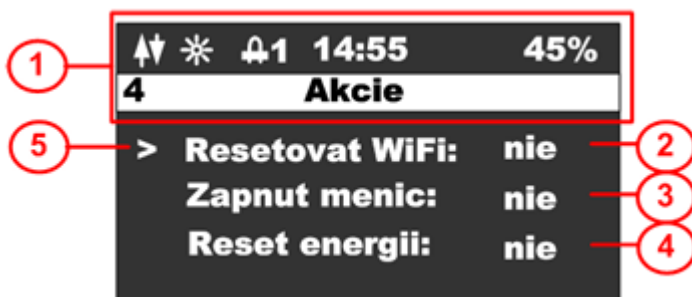 1 14:55 45%
4 Akcie
1
> Resetovat WiFi: nie
5
2
Zapnut menic: nie
3
Reset energii: nie
4